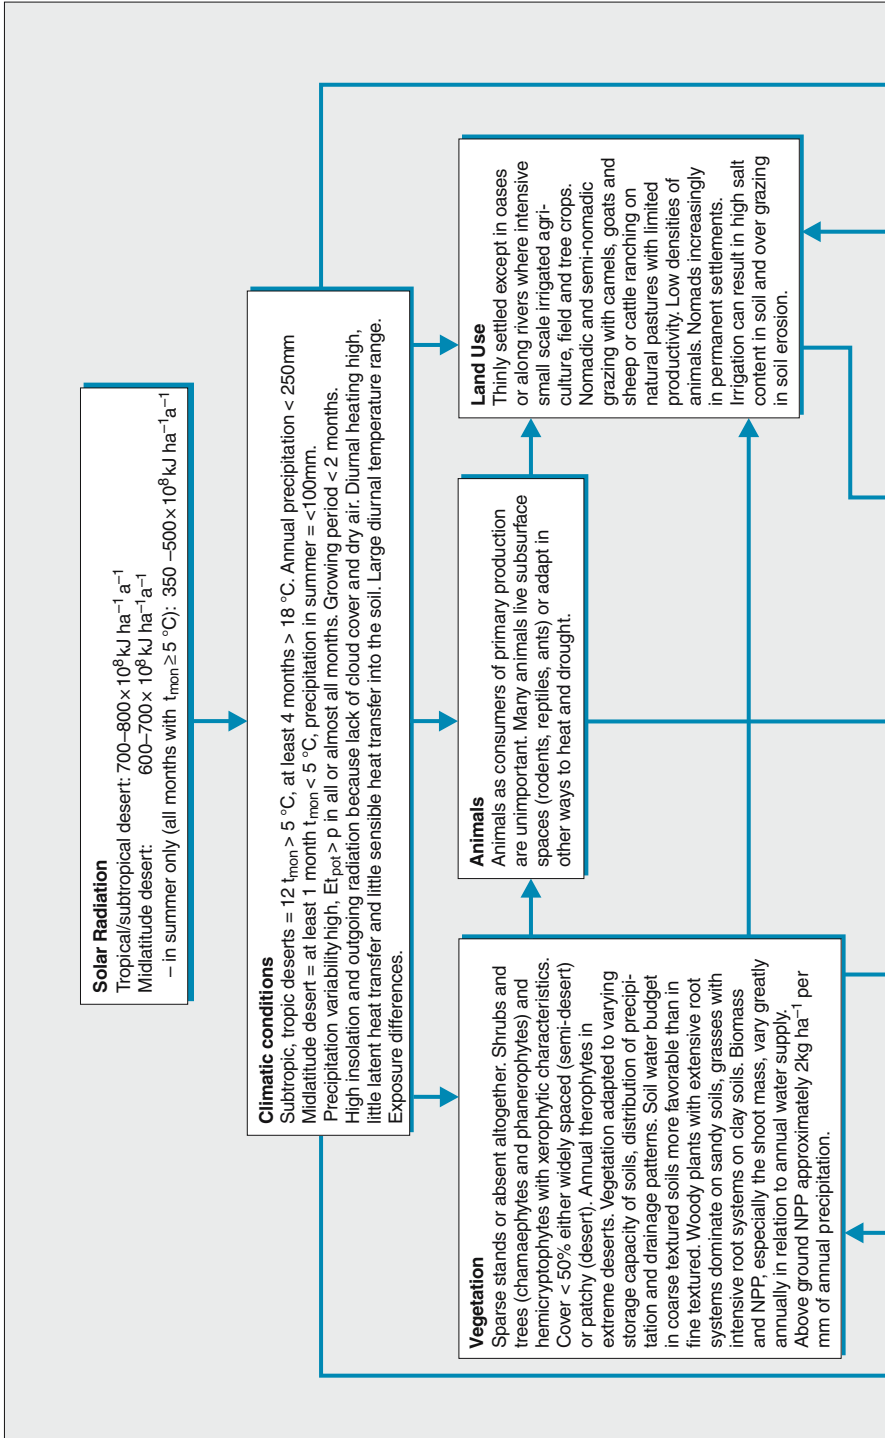 Solar Radiation
Tropical/subtropical desert: 700–800×10⁸kJ ha⁻¹ a⁻¹
Midlatitude desert: 600–700× 10⁸ kJ ha⁻¹a⁻¹
– in summer only (all months with tmon ≥ 5 °C): 350 –500×10⁸kJ ha⁻¹a⁻¹
Climatic conditions
Subtropic, tropic deserts = 12 tmon > 5 °C, at least 4 months > 18 °C. Annual precipitation < 250mm
Midlatitude desert = at least 1 month tmon < 5 °C, precipitation in summer = <100mm.
Precipitation variability high, Etpot > p in all or almost all months. Growing period < 2 months.
High insolation and outgoing radiation because lack of cloud cover and dry air. Diurnal heating high,
little latent heat transfer and little sensible heat transfer into the soil. Large diurnal temperature range.
Exposure differences.
Vegetation
Sparse stands or absent altogether. Shrubs and
trees (chamaephytes and phanerophytes) and
hemicryptophytes with xerophytic characteristics.
Cover < 50% either widely spaced (semi-desert)
or patchy (desert). Annual therophytes in
extreme deserts. Vegetation adapted to varying
storage capacity of soils, distribution of precipi-
tation and drainage patterns. Soil water budget
in coarse textured soils more favorable than in
fine textured. Woody plants with extensive root
systems dominate on sandy soils, grasses with
intensive root systems on clay soils. Biomass
and NPP, especially the shoot mass, vary greatly
annually in relation to annual water supply.
Above ground NPP approximately 2kg ha⁻¹ per
mm of annual precipitation.
Animals
Animals as consumers of primary production
are unimportant. Many animals live subsurface
spaces (rodents, reptiles, ants) or adapt in
other ways to heat and drought.
Land Use
Thinly settled except in oases
or along rivers where intensive
small scale irrigated agri-
culture, field and tree crops.
Nomadic and semi-nomadic
grazing with camels, goats and
sheep or cattle ranching on
natural pastures with limited
productivity. Low densities of
animals. Nomads increasingly
in permanent settlements.
Irrigation can result in high salt
content in soil and over grazing
in soil erosion.